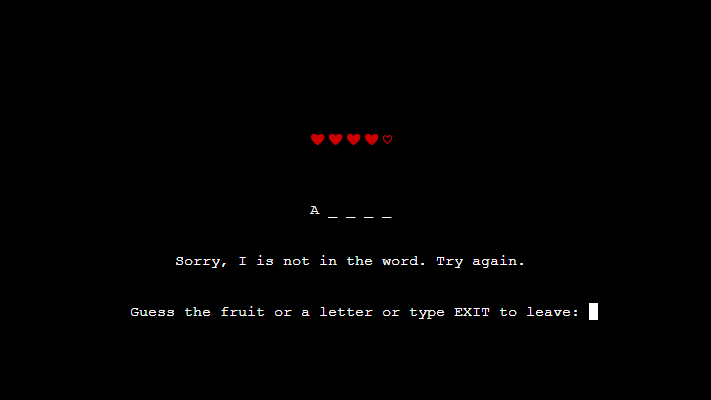 A _ _ _ _
Sorry, I is not in the word. Try again.
Guess the fruit or a letter or type EXIT to leave: